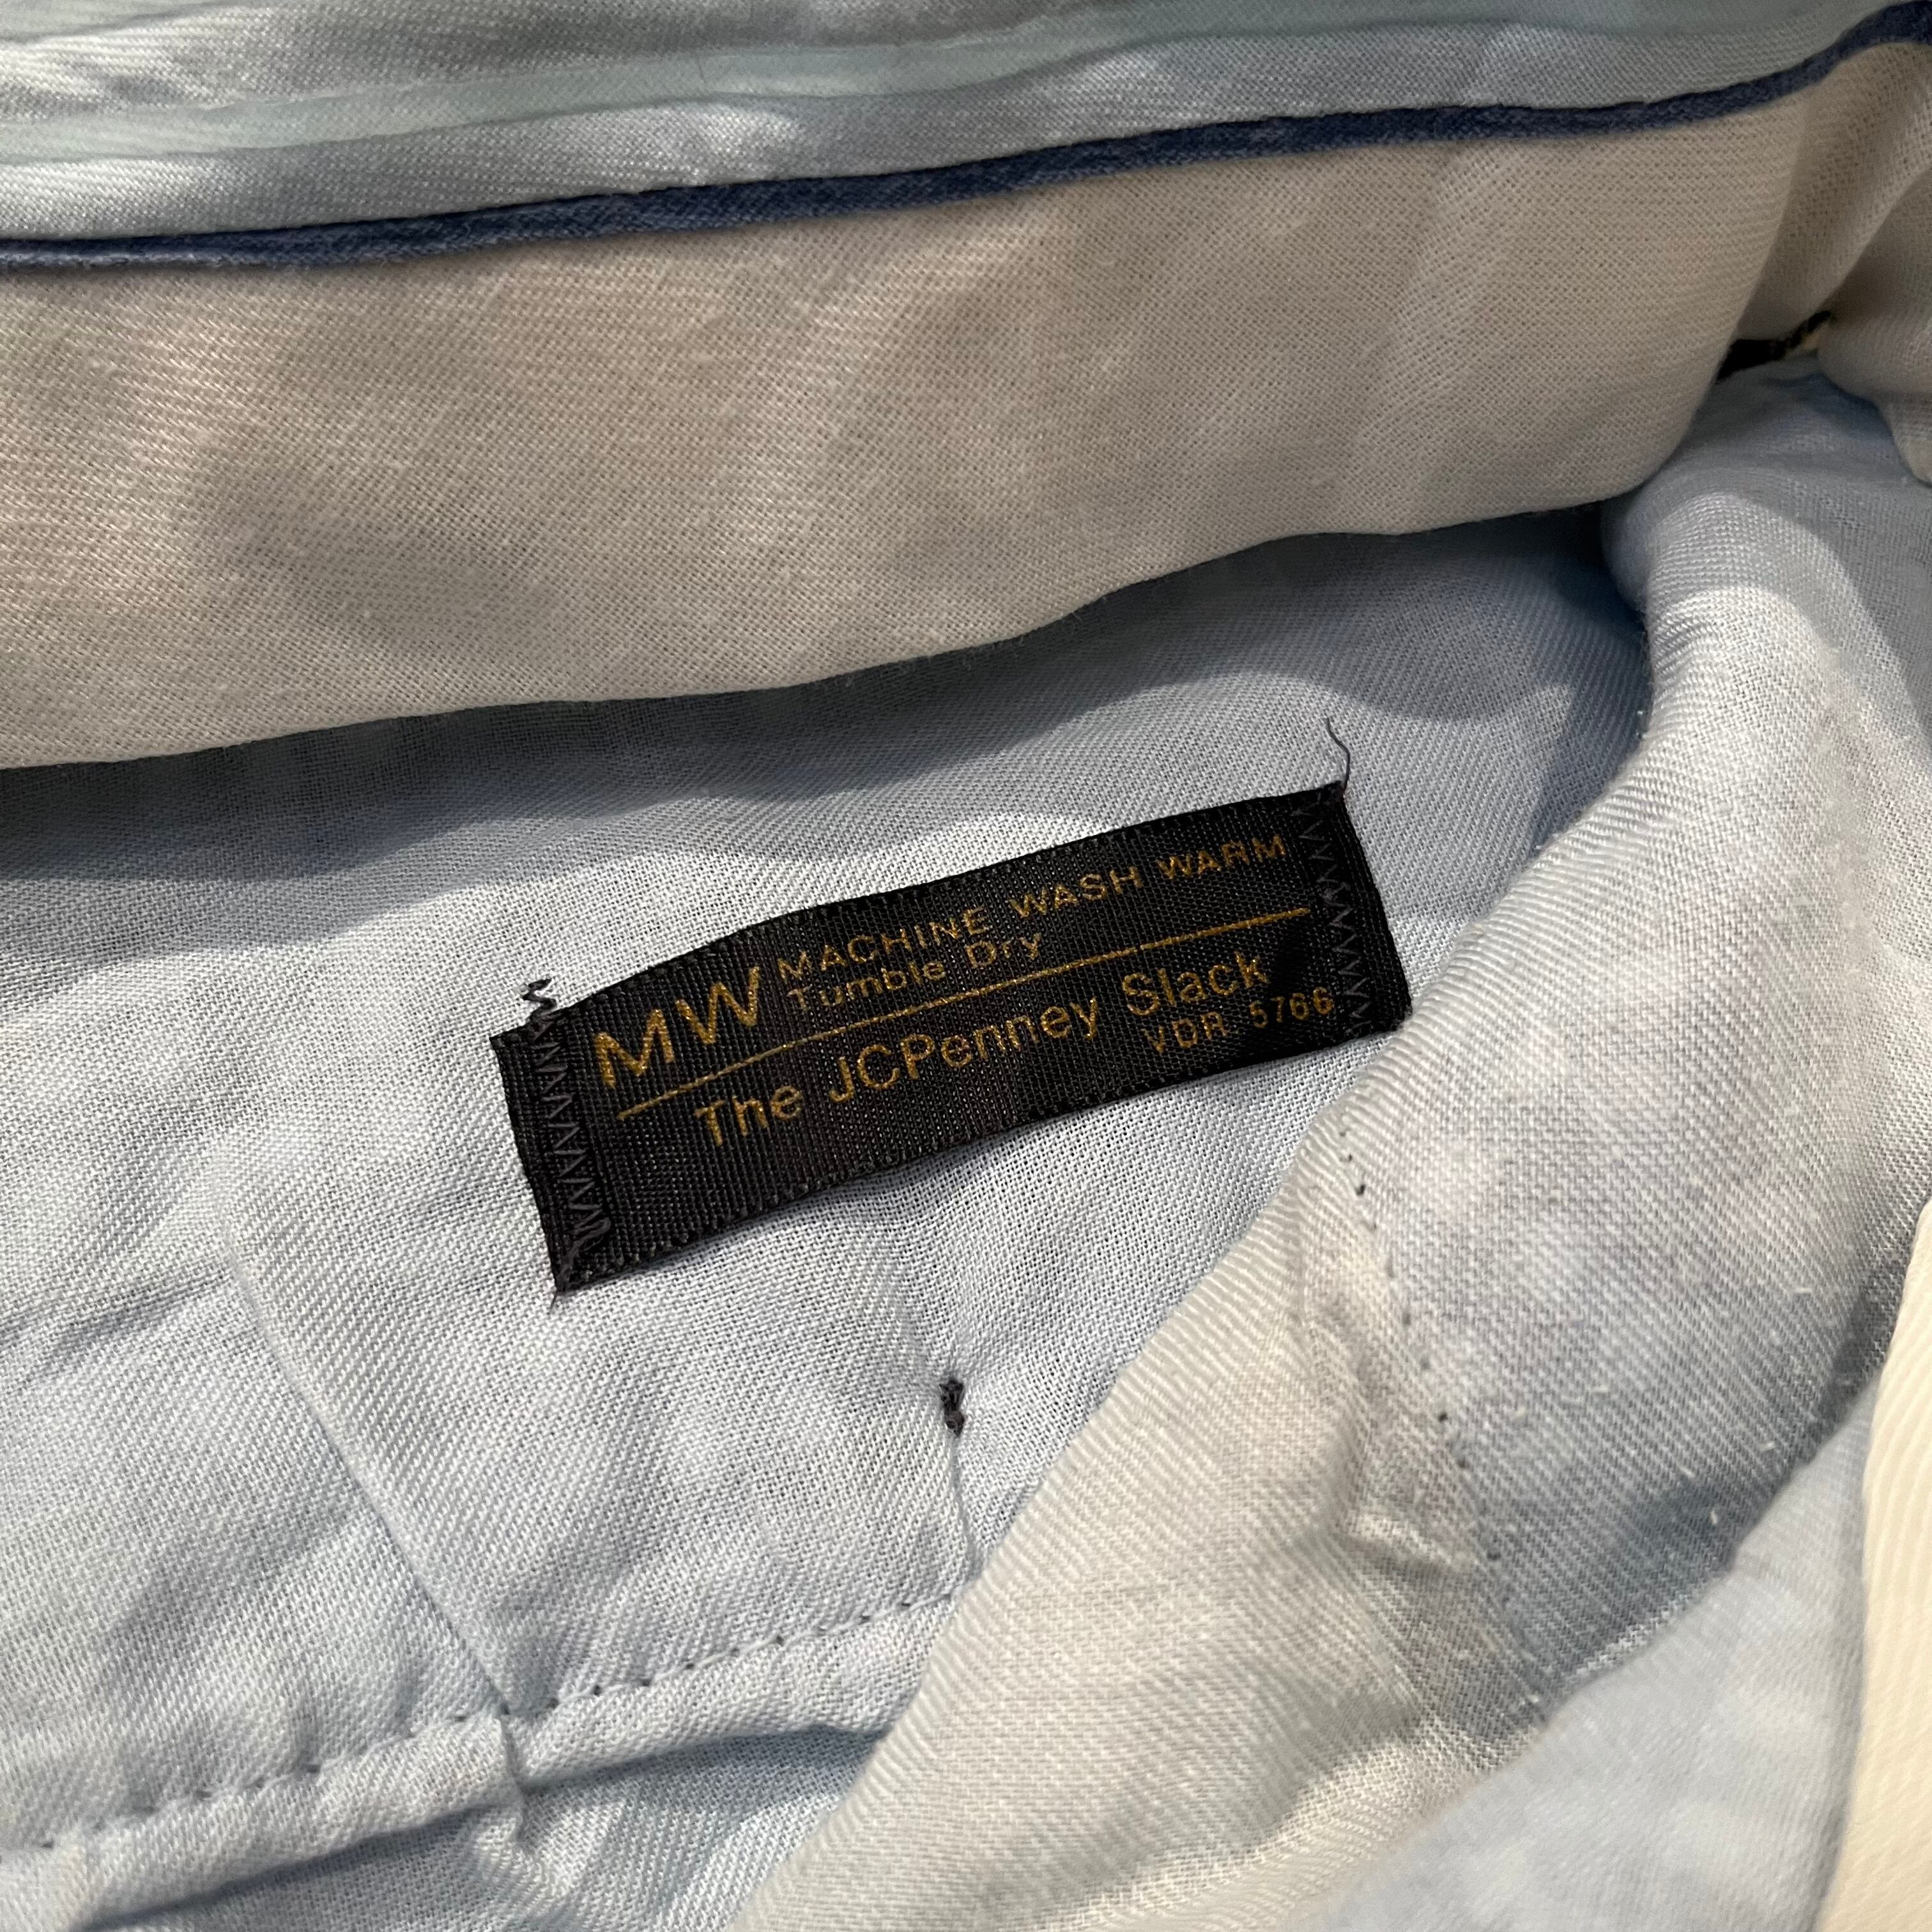 MW MACHINE WASH WARM
Tumble Dry
The JCPenney Slack
VDR 5766